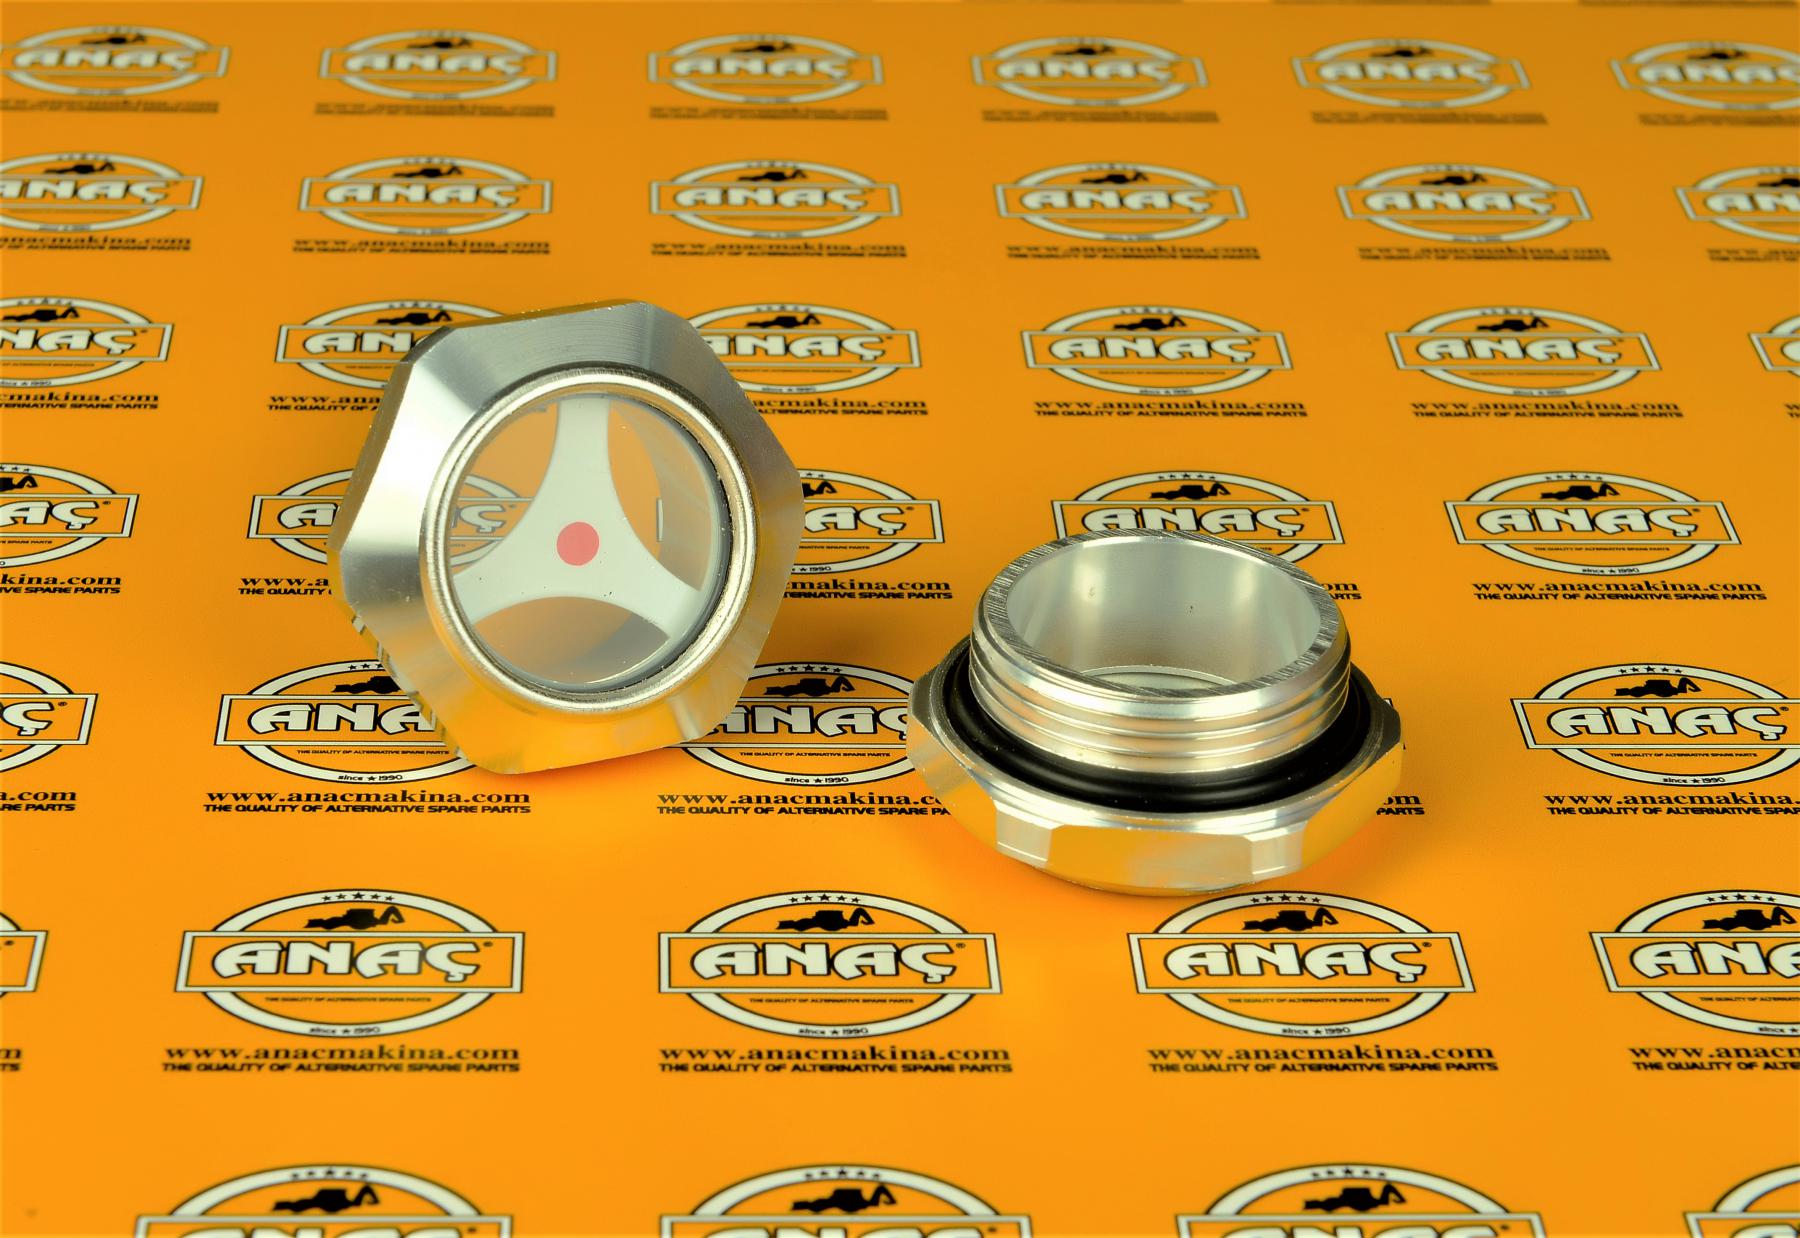 ANAÇ
THE QUALITY OF ALTERNATIVE SPARE PARTS
since ★ 1990
www.anacmakina.com
THE QUALITY OF ALTERNATIVE SPARE PARTS